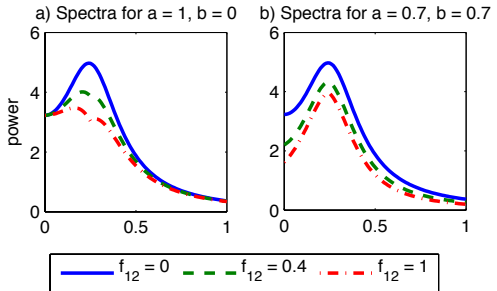 a) Spectra for a = 1, b = 0
b) Spectra for a = 0.7, b = 0.7
power
6
4
2
0
0
0.5
1
6
4
2
0
0
0.5
1
f12 = 0
f12 = 0.4
f12 = 1